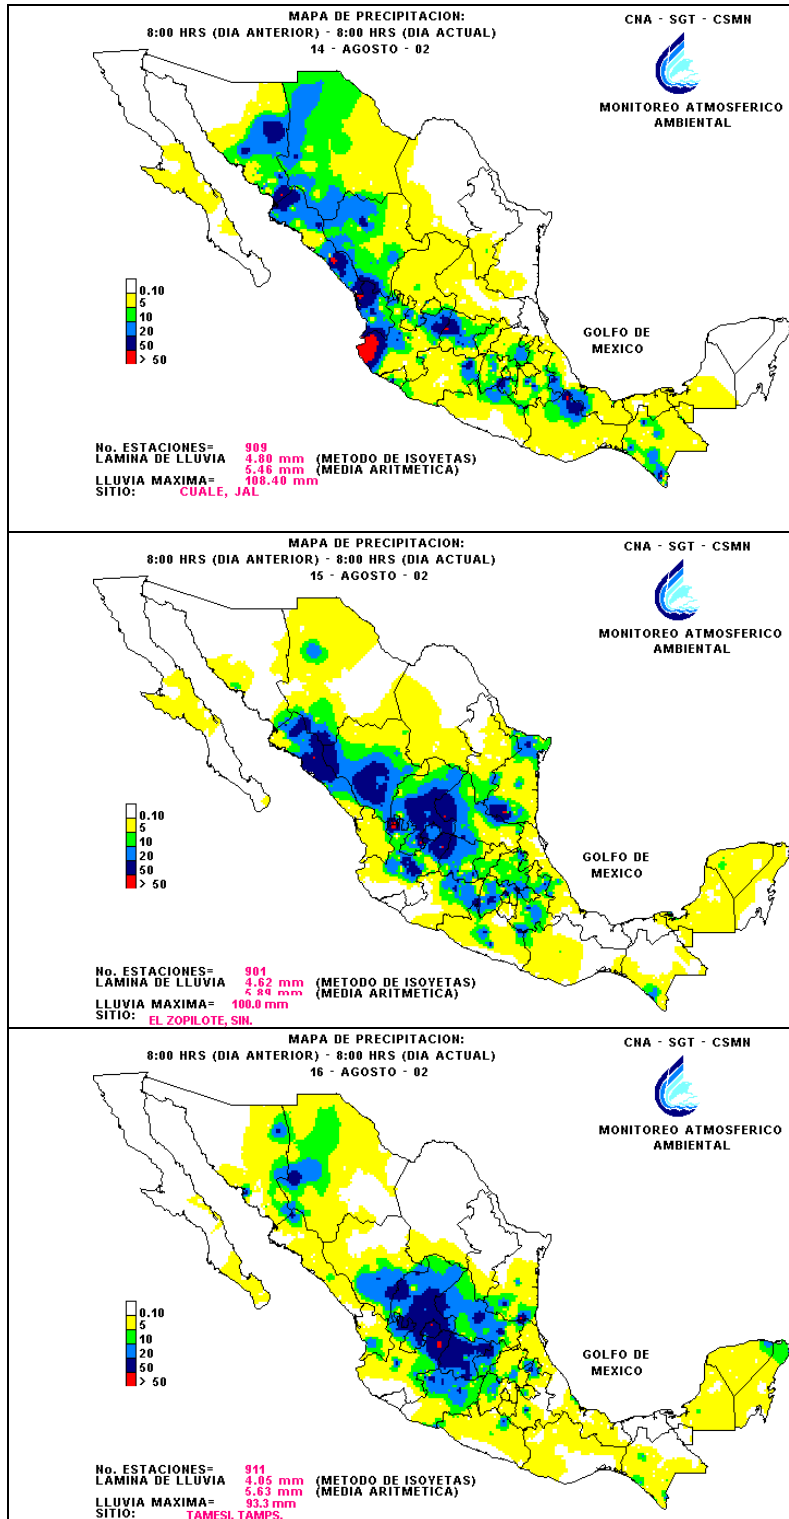 MAPA DE PRECIPITACION:
8:00 HRS (DIA ANTERIOR) - 8:00 HRS (DIA ACTUAL)
14 - AGOSTO - 02
CNA - SGT - CSMN
MONITOREO ATMOSFERICO
AMBIENTAL
0.10
5
10
20
50
> 50
GOLFO DE
MEXICO
No. ESTACIONES= 909
LAMINA DE LLUVIA 4.80 mm (METODO DE ISOYETAS)
5.46 mm (MEDIA ARITMETICA)
LLUVIA MAXIMA= 108.40 mm
SITIO: CUALE, JAL
MAPA DE PRECIPITACION:
8:00 HRS (DIA ANTERIOR) - 8:00 HRS (DIA ACTUAL)
15 - AGOSTO - 02
CNA - SGT - CSMN
MONITOREO ATMOSFERICO
AMBIENTAL
0.10
5
10
20
50
> 50
GOLFO DE
MEXICO
No. ESTACIONES= 901
LAMINA DE LLUVIA 4.62 mm (METODO DE ISOYETAS)
5.89 mm (MEDIA ARITMETICA)
LLUVIA MAXIMA= 100.0 mm
SITIO: EL ZOPILOTE, SIN.
MAPA DE PRECIPITACION:
8:00 HRS (DIA ANTERIOR) - 8:00 HRS (DIA ACTUAL)
16 - AGOSTO - 02
CNA - SGT - CSMN
MONITOREO ATMOSFERICO
AMBIENTAL
0.10
5
10
20
50
> 50
GOLFO DE
MEXICO
No. ESTACIONES= 911
LAMINA DE LLUVIA 4.05 mm (METODO DE ISOYETAS)
5.63 mm (MEDIA ARITMETICA)
LLUVIA MAXIMA= 93.3 mm
SITIO: TAMESI, TAMPS.